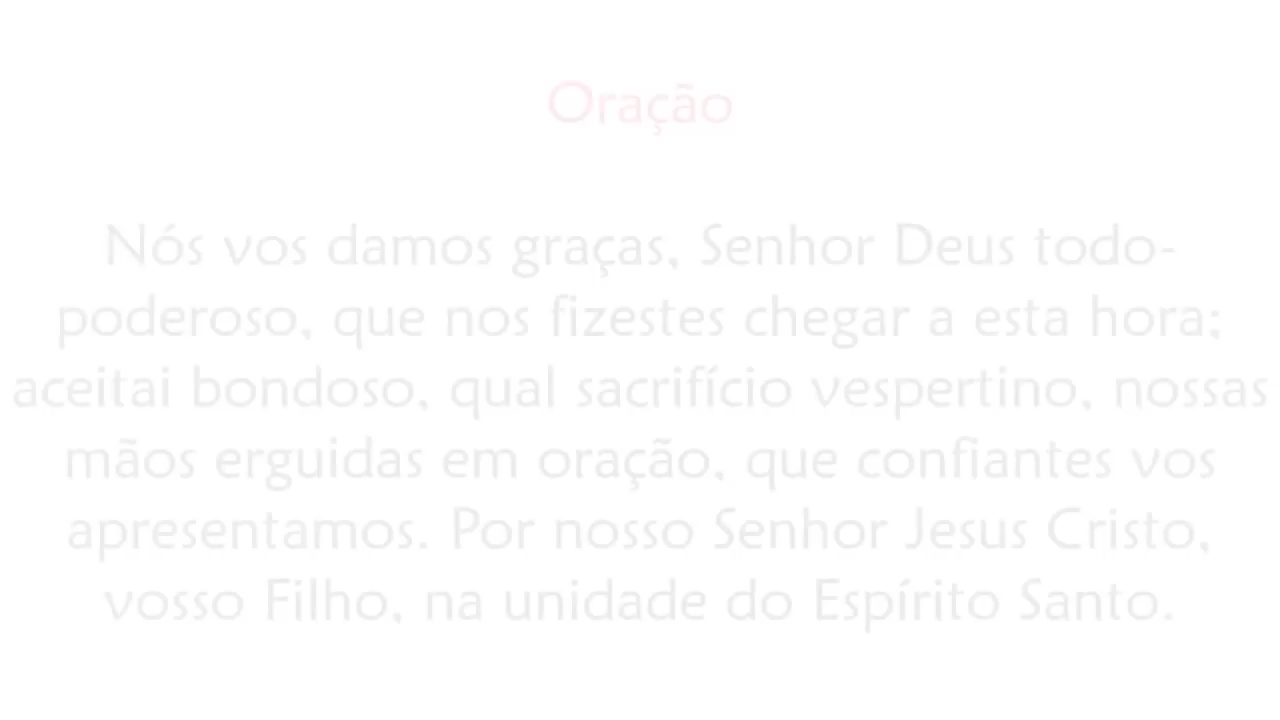 Oração
Nós vos damos graças, Senhor Deus todo-
poderoso, que nos fizestes chegar a esta hora;
aceitai bondoso, qual sacrifício vespertino, nossas
mãos erguidas em oração, que confiantes vos
apresentamos. Por nosso Senhor Jesus Cristo,
vosso Filho, na unidade do Espírito Santo.